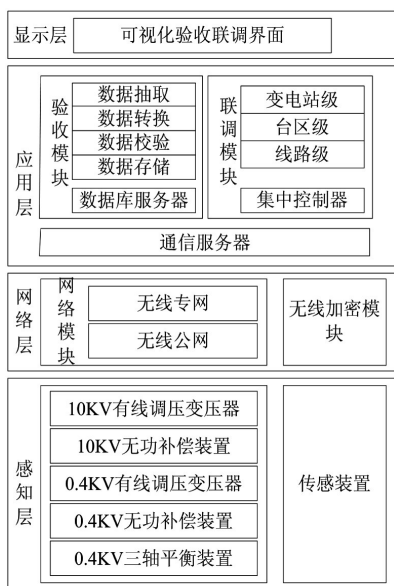 显示层
可视化验收联调界面
应用层
验收模块
数据抽取
数据转换
数据校验
数据存储
数据库服务器
联调模块
变电站级
台区级
线路级
集中控制器
通信服务器
网络层
网络模块
无线专网
无线公网
无线加密模
块
感知层
10KV有线调压变压器
10KV无功补偿装置
0.4KV有线调压变压器
0.4KV无功补偿装置
0.4KV三轴平衡装置
传感装置